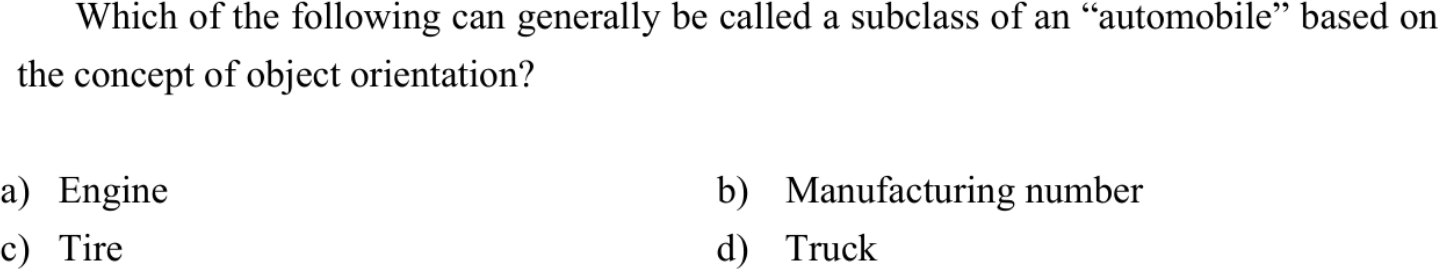 Which of the following can generally be called a subclass of an “automobile” based on
the concept of object orientation?
a) Engine b) Manufacturing number
c) Tire d) Truck